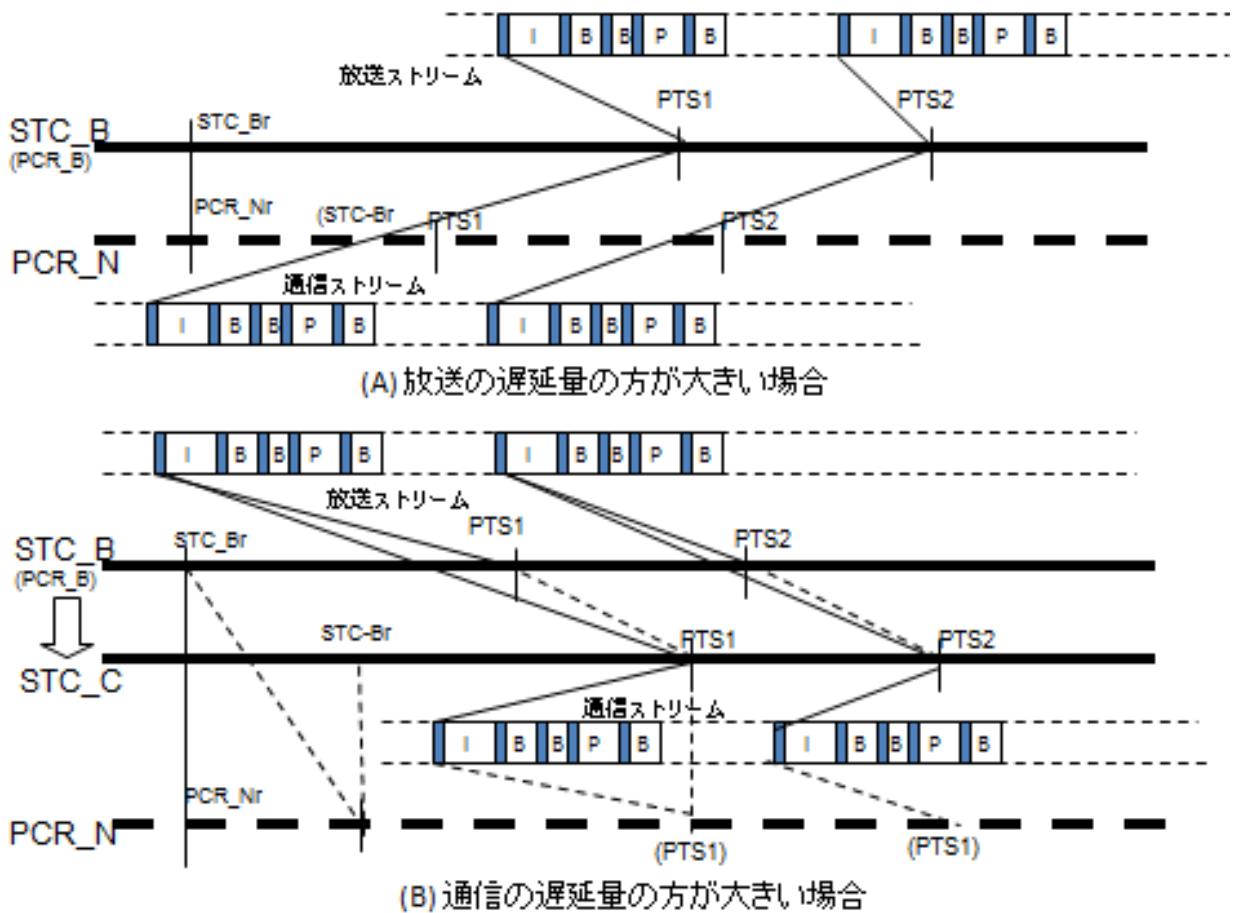 I B B P B I B B P B
放送ストリーム
PTS1 PTS2
STC_B STC_Br
(PCR_B)
PCR_Nr (STC-Br PTS1 PTS2
PCR_N
通信ストリーム
I B B P B I B B P B
(A) 放送の遅延量の方が大きい場合
I B B P B I B B P B
放送ストリーム
PTS1 PTS2
STC_B STC_Br
(PCR_B)
STC-Br PTS1 PTS2
STC_C
通信ストリーム
I B B P B I B B P B
PCR_Nr
PCR_N
(PTS1) (PTS1)
(B) 通信の遅延量の方が大きい場合